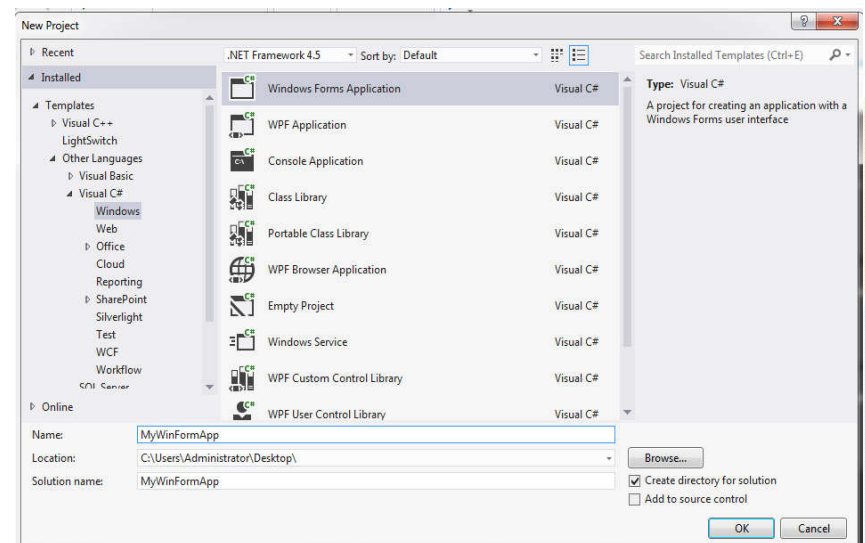 New Project
Recent
Installed
Templates
Visual C++
LightSwitch
Other Languages
Visual Basic
Visual C#
Windows
Web
Office
Cloud
Reporting
SharePoint
Silverlight
Test
WCF
Workflow
SQL Server
Online
.NET Framework 4.5 Sort by: Default
C# Windows Forms Application Visual C#
C# WPF Application Visual C#
C# Console Application Visual C#
C# Class Library Visual C#
C# Portable Class Library Visual C#
C# WPF Browser Application Visual C#
C# Empty Project Visual C#
C# Windows Service Visual C#
C# WPF Custom Control Library Visual C#
C# WPF User Control Library Visual C#
Search Installed Templates (Ctrl+E)
Type: Visual C#
A project for creating an application with a
Windows Forms user interface
Name: MyWinFormApp
Location: C:\Users\Administrator\Desktop\ Browse...
Solution name: MyWinFormApp Create directory for solution
Add to source control
OK Cancel